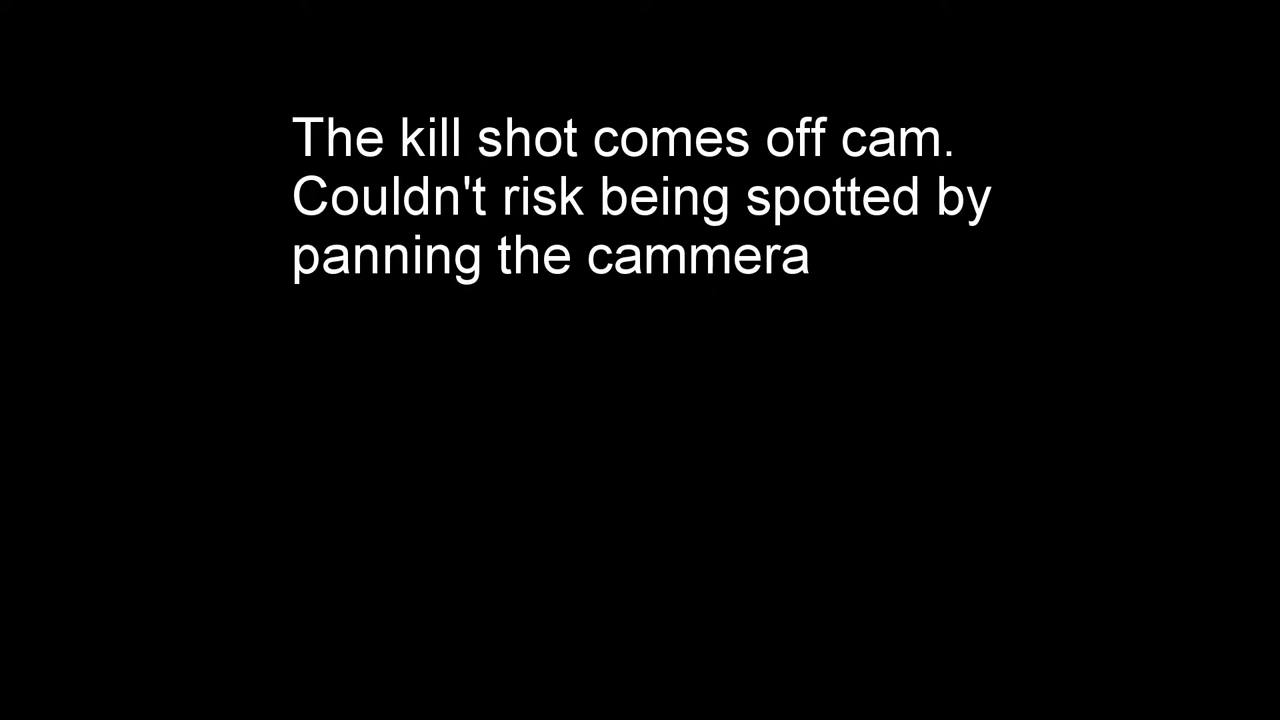 The kill shot comes off cam.
Couldn't risk being spotted by
panning the cammera